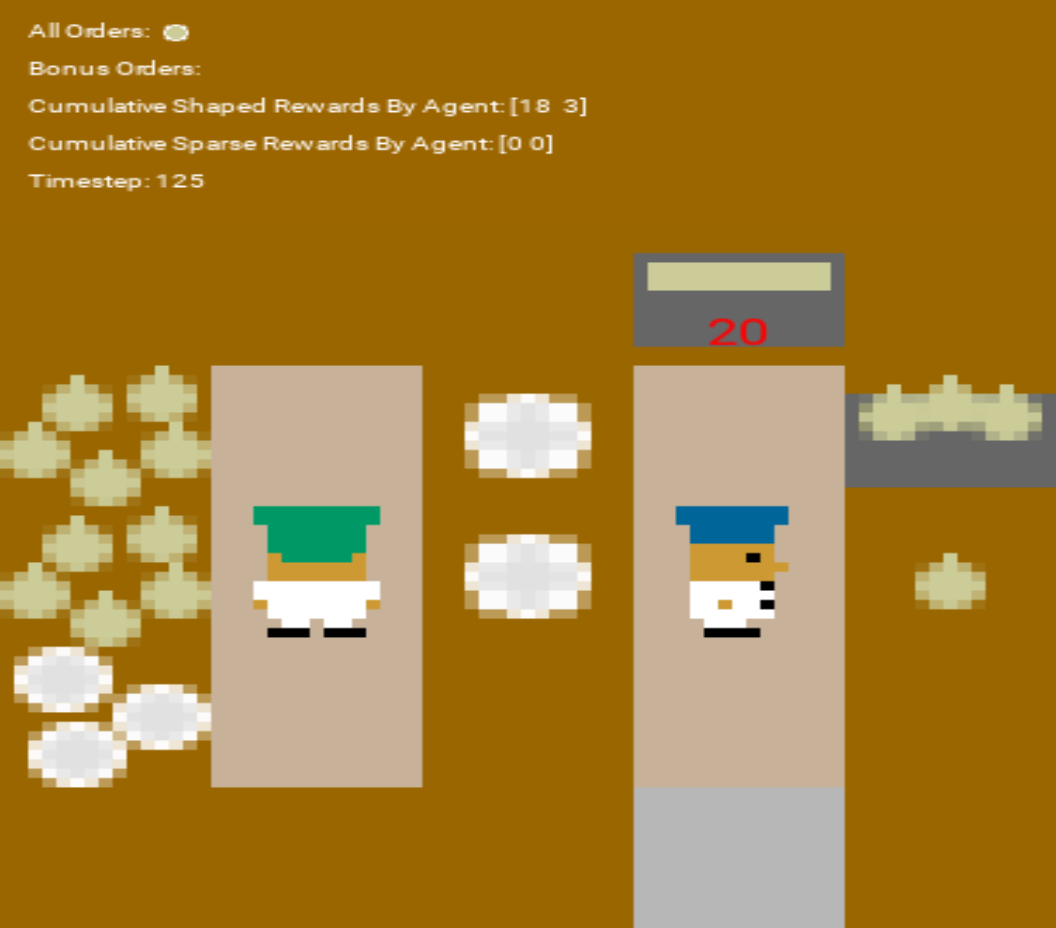 All Orders:
Bonus Orders:
Cumulative Shaped Rewards By Agent: [18 3]
Cumulative Sparse Rewards By Agent: [0 0]
Timestep: 125
20